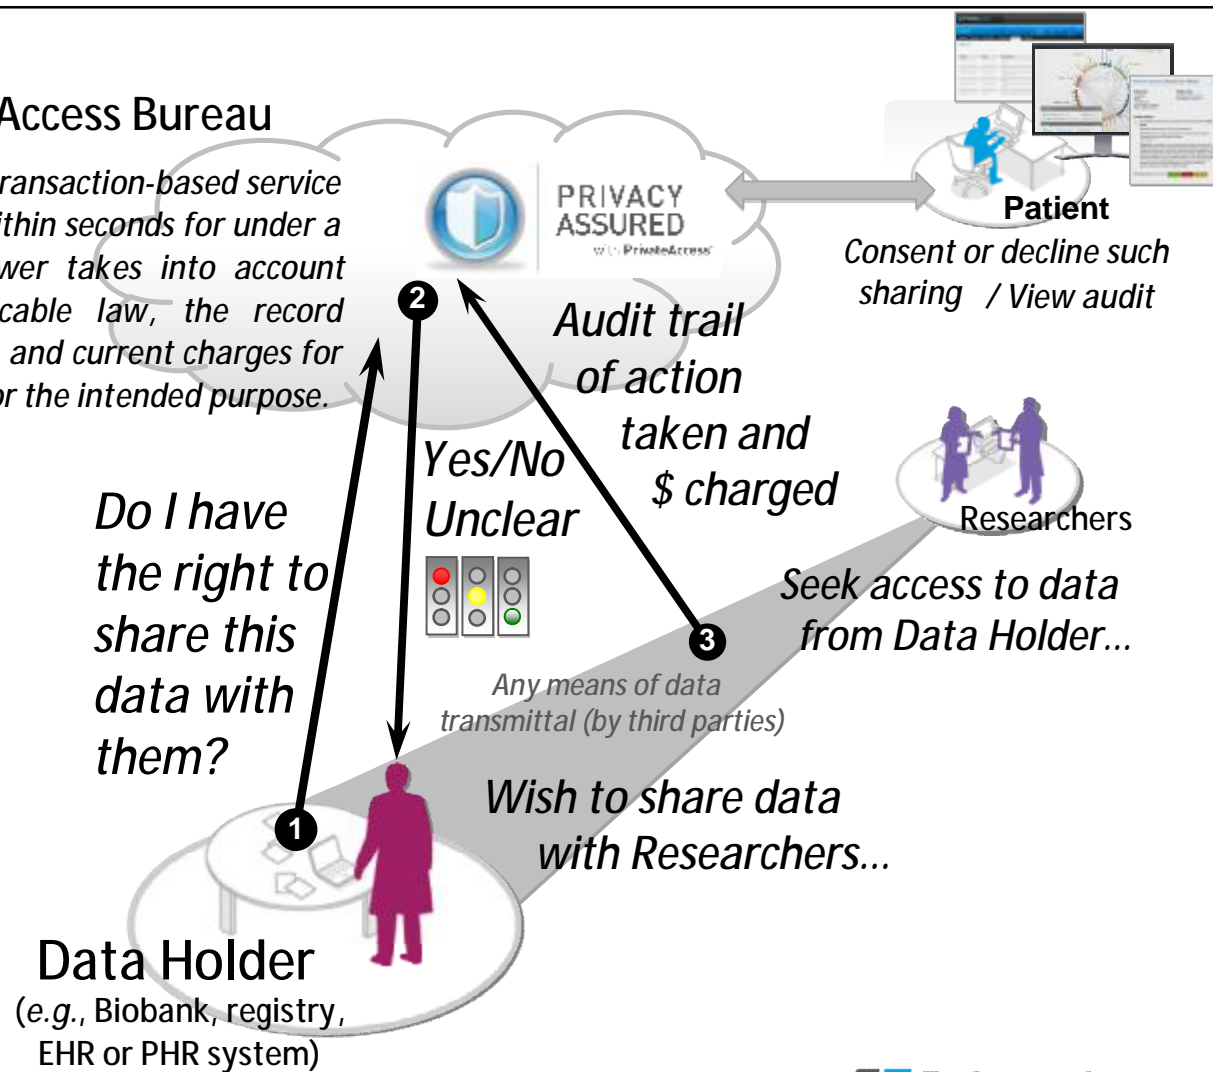 Access Bureau
ransaction-based service
ithin seconds for under a
wer takes into account
cable law, the record
and current charges for
or the intended purpose.
PRIVACY
ASSURED
with PrivateAccess
Patient
Consent or decline such
sharing / View audit
2
Audit trail
of action
taken and
$ charged
Yes/No
Unclear
Do I have
the right to
share this
data with
them?
Researchers
Seek access to data
from Data Holder...
3
Any means of data
transmittal (by third parties)
Wish to share data
with Researchers...
1
Data Holder
(e.g., Biobank, registry,
EHR or PHR system)